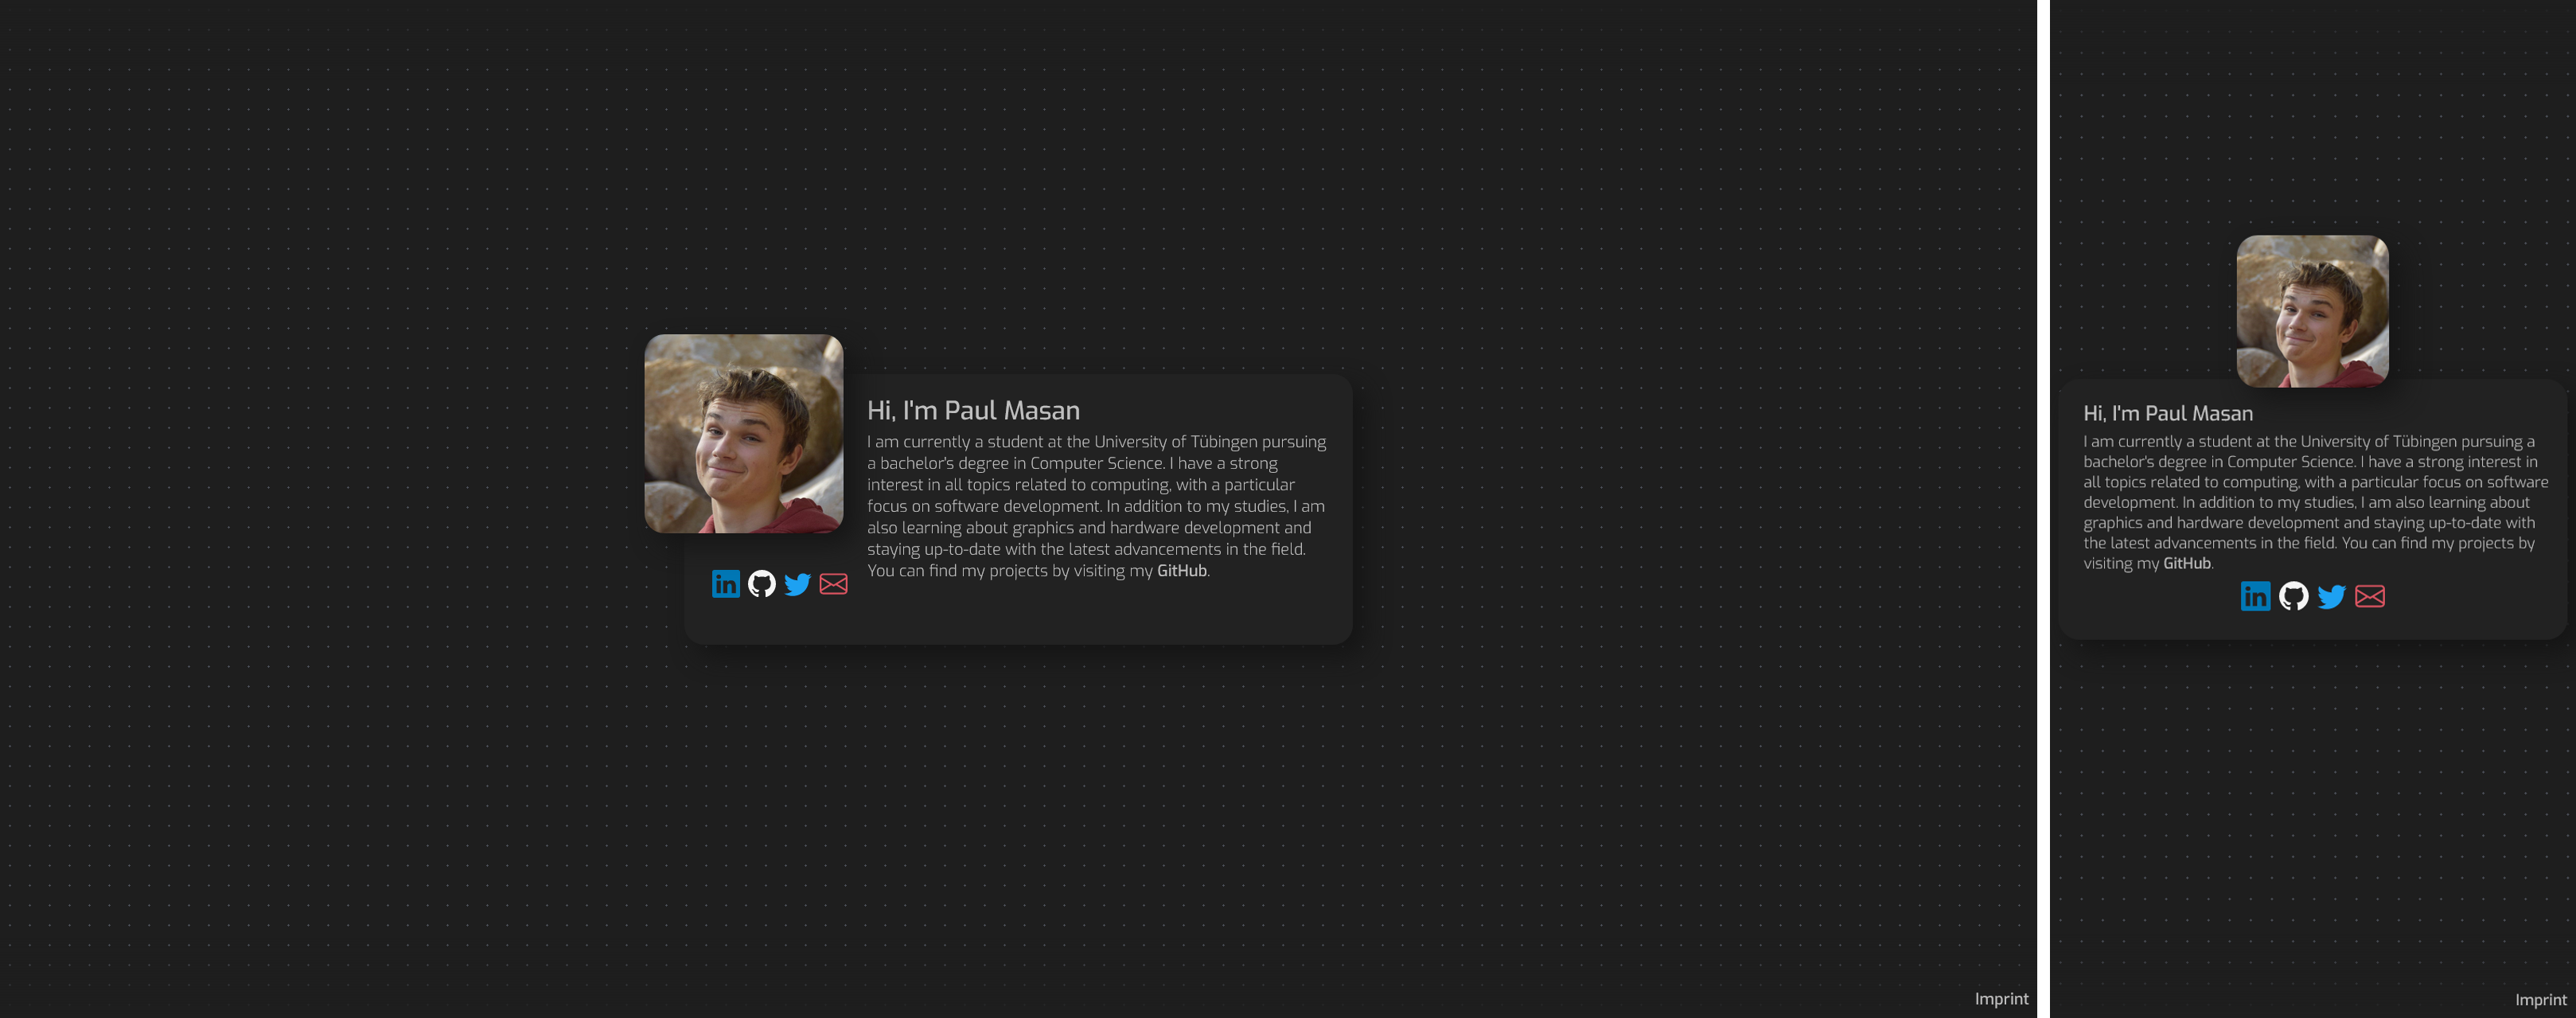 Hi, I'm Paul Masan
I am currently a student at the University of Tübingen pursuing
a bachelor's degree in Computer Science. I have a strong
interest in all topics related to computing, with a particular
focus on software development. In addition to my studies, I am
also learning about graphics and hardware development and
staying up-to-date with the latest advancements in the field.
You can find my projects by visiting my GitHub.
in
Imprint
Hi, I'm Paul Masan
I am currently a student at the University of Tübingen pursuing a
bachelor's degree in Computer Science. I have a strong interest in
all topics related to computing, with a particular focus on software
development. In addition to my studies, I am also learning about
graphics and hardware development and staying up-to-date with
the latest advancements in the field. You can find my projects by
visiting my GitHub.
in
Imprint